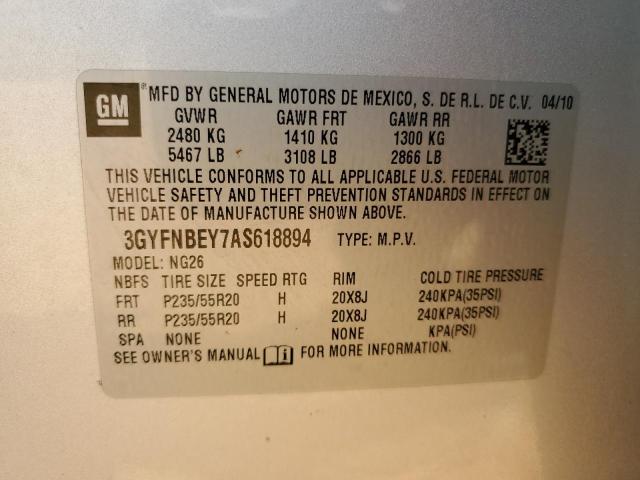 GM ® MFD BY GENERAL MOTORS DE MEXICO, S. DE R.L. DE C.V. 04/10
GVWR GAWR FRT GAWR RR
2480 KG 1410 KG 1300 KG
5467 LB 3108 LB 2866 LB
THIS VEHICLE CONFORMS TO ALL APPLICABLE U.S. FEDERAL MOTOR
VEHICLE SAFETY AND THEFT PREVENTION STANDARDS IN EFFECT ON
THE DATE OF MANUFACTURE SHOWN ABOVE.
3GYFNBEY7AS618894 TYPE: M.P.V.
MODEL: NG26
NBFS TIRE SIZE SPEED RTG RIM COLD TIRE PRESSURE
FRT P235/55R20 H 20X8J 240KPA(35PSI)
RR P235/55R20 H 20X8J 240KPA(35PSI)
SPA NONE NONE KPA(PSI)
SEE OWNER'S MANUAL i FOR MORE INFORMATION.